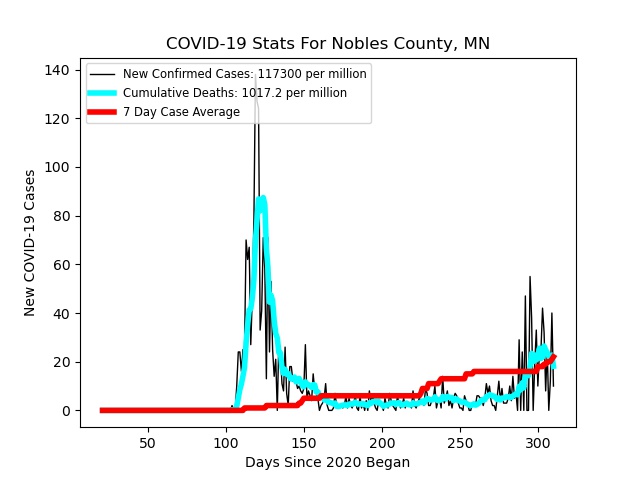 COVID-19 Stats For Nobles County, MN
New Confirmed Cases: 117300 per million
Cumulative Deaths: 1017.2 per million
7 Day Case Average
New COVID-19 Cases
140
120
100
80
60
40
20
0
50 100 150 200 250 300
Days Since 2020 Began